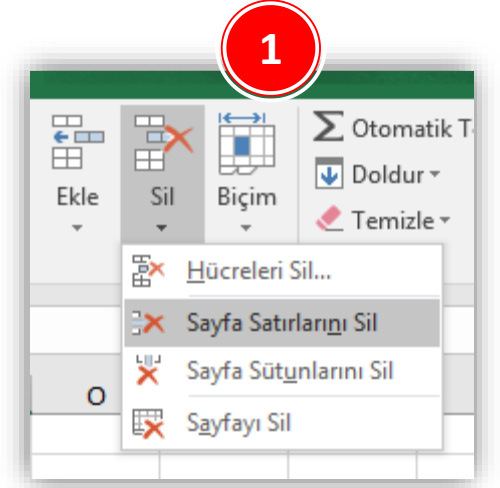 1
Σ Otomatik T
Ekle Sil Biçim
Doldur
Temizle
Hücreleri Sil...
Sayfa Satırlarını Sil
Sayfa Sütunlarını Sil
Sayfayı Sil
O